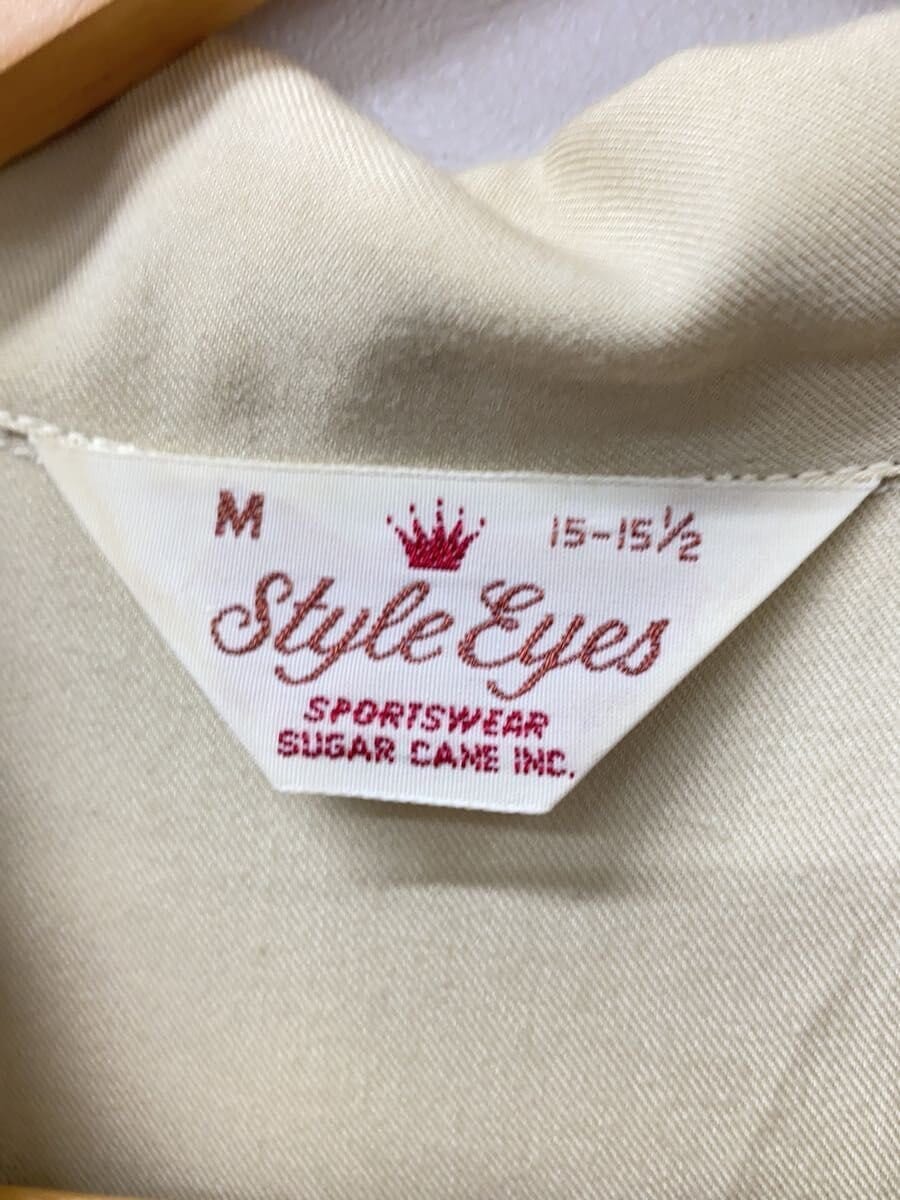 M 15-15½
Style Eyes
SPORTSWEAR
SUGAR CANE INC.